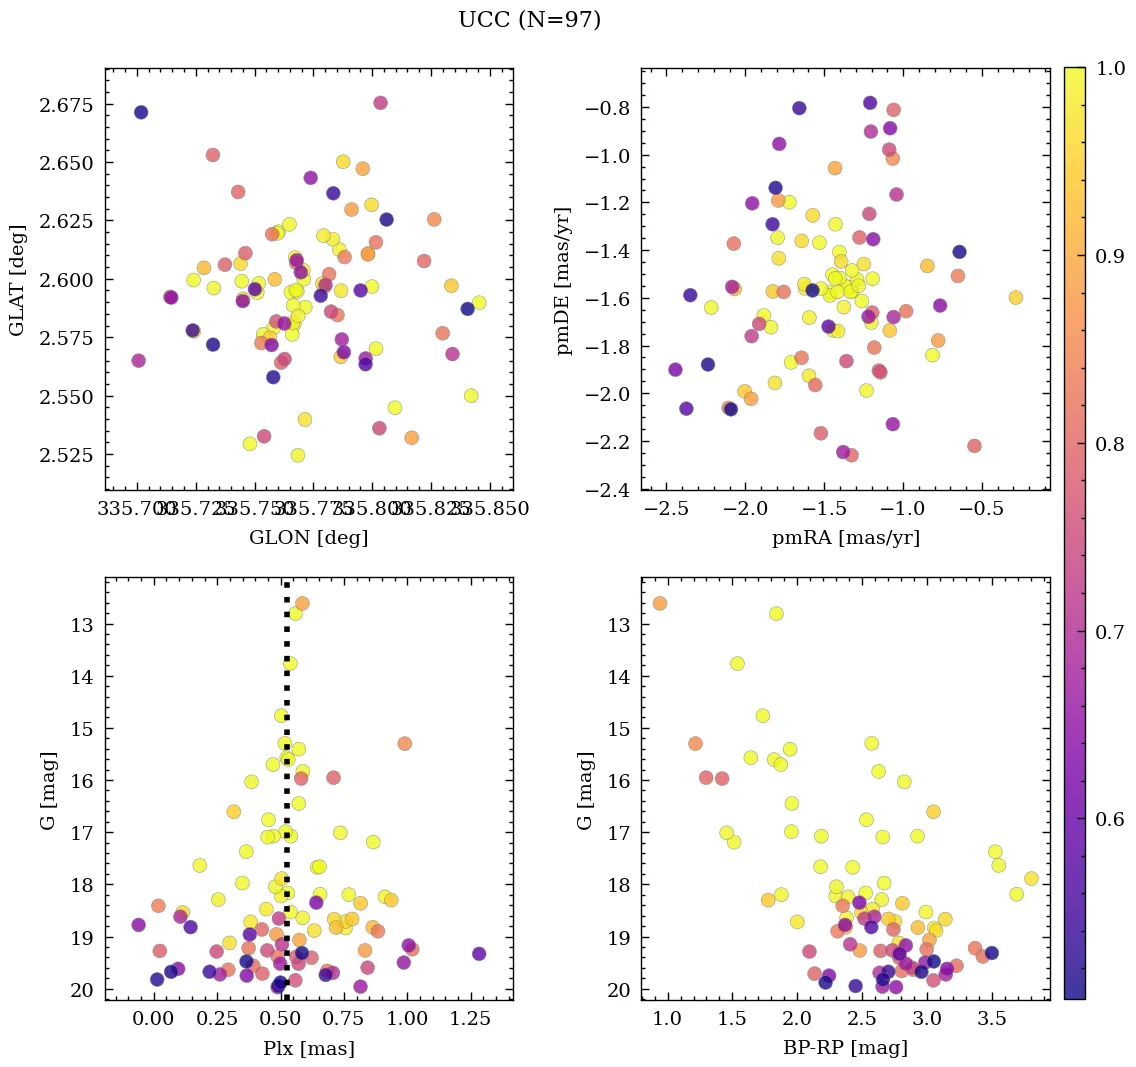 UCC (N=97)
GLAT [deg]
2.675
2.650
2.625
2.600
2.575
2.550
2.525
335.700 335.725 335.750 335.775 335.800 335.825 335.850
GLON [deg]
pmDE [mas/yr]
−0.8
−1.0
−1.2
−1.4
−1.6
−1.8
−2.0
−2.2
−2.4
−2.5 −2.0 −1.5 −1.0 −0.5
pmRA [mas/yr]
1.0
0.9
0.8
0.7
0.6
G [mag]
13
14
15
16
17
18
19
20
0.00 0.25 0.50 0.75 1.00 1.25
Plx [mas]
G [mag]
13
14
15
16
17
18
19
20
1.0 1.5 2.0 2.5 3.0 3.5
BP-RP [mag]